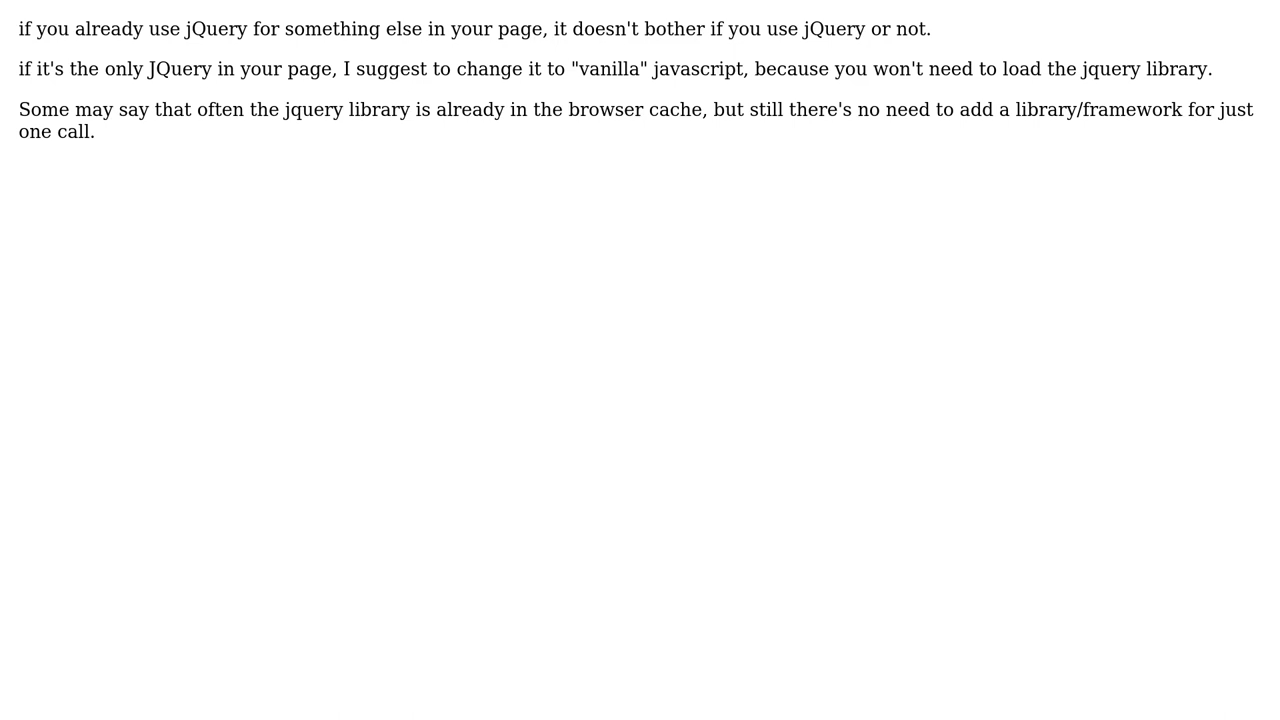 if you already use jQuery for something else in your page, it doesn't bother if you use jQuery or not.
if it's the only JQuery in your page, I suggest to change it to "vanilla" javascript, because you won't need to load the jquery library.
Some may say that often the jquery library is already in the browser cache, but still there's no need to add a library/framework for just
one call.